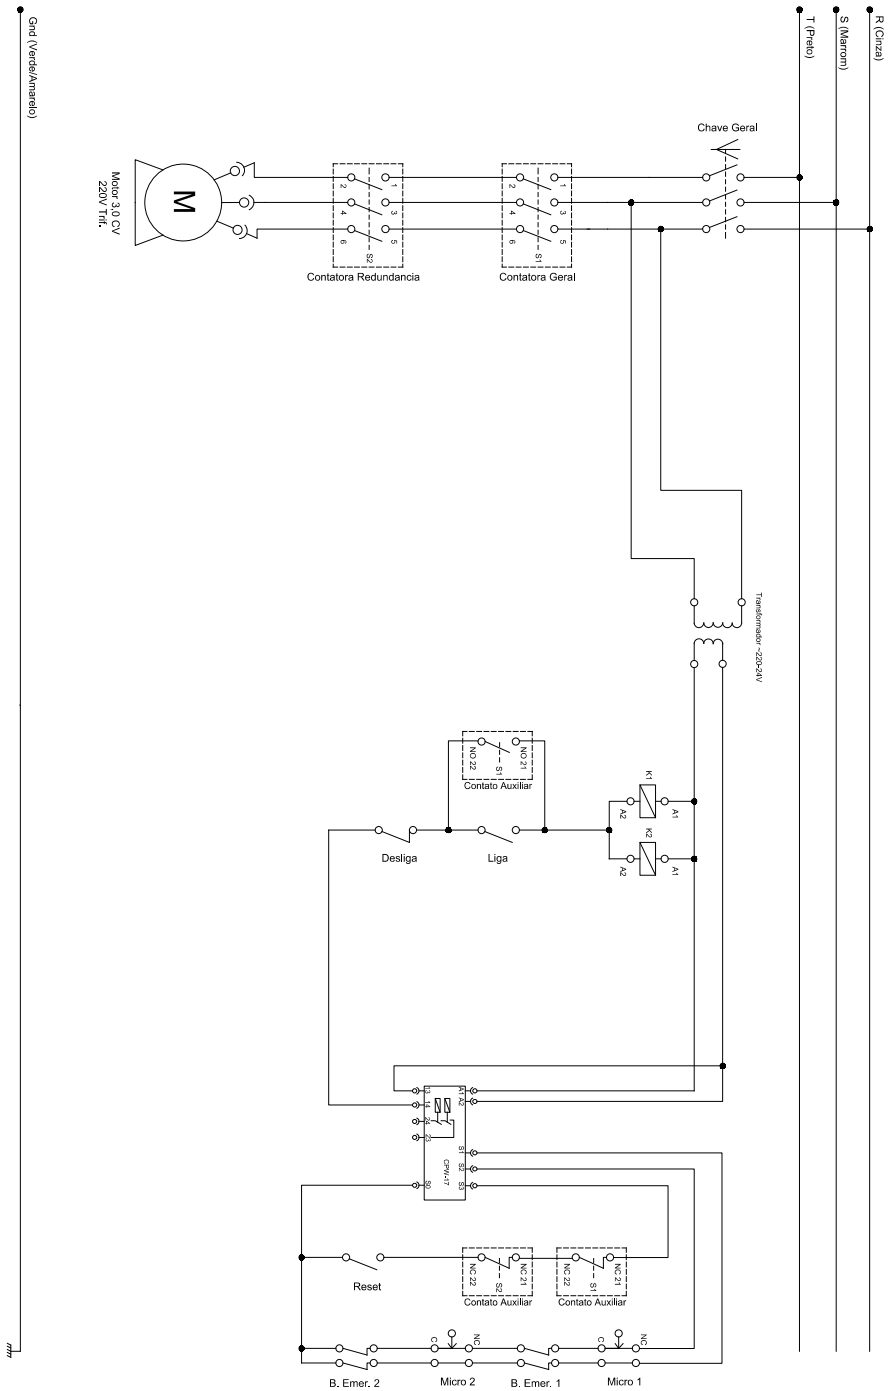 Gnd (Verde/Amarelo)
T (Preto)
S (Marrom)
R (Cinza)
Chave Geral
M
Motor 3,0 CV
220V Trif.
2
1
4
3
6
5
S2
Contatora Redundancia
2
1
4
3
6
5
S1
Contatora Geral
Transformador ~220-24V
NO 22
S1
NO 21
Contato Auxiliar
K1
A2
A1
K2
A2
A1
Desliga
Liga
13
14
24
23
S0
A1
A2
S1
S2
S3
CPW-17
Reset
NC 22
S2
NC 21
Contato Auxiliar
NC 22
S1
NC 21
Contato Auxiliar
C
NC
C
NC
B. Emer. 2
Micro 2
B. Emer. 1
Micro 1